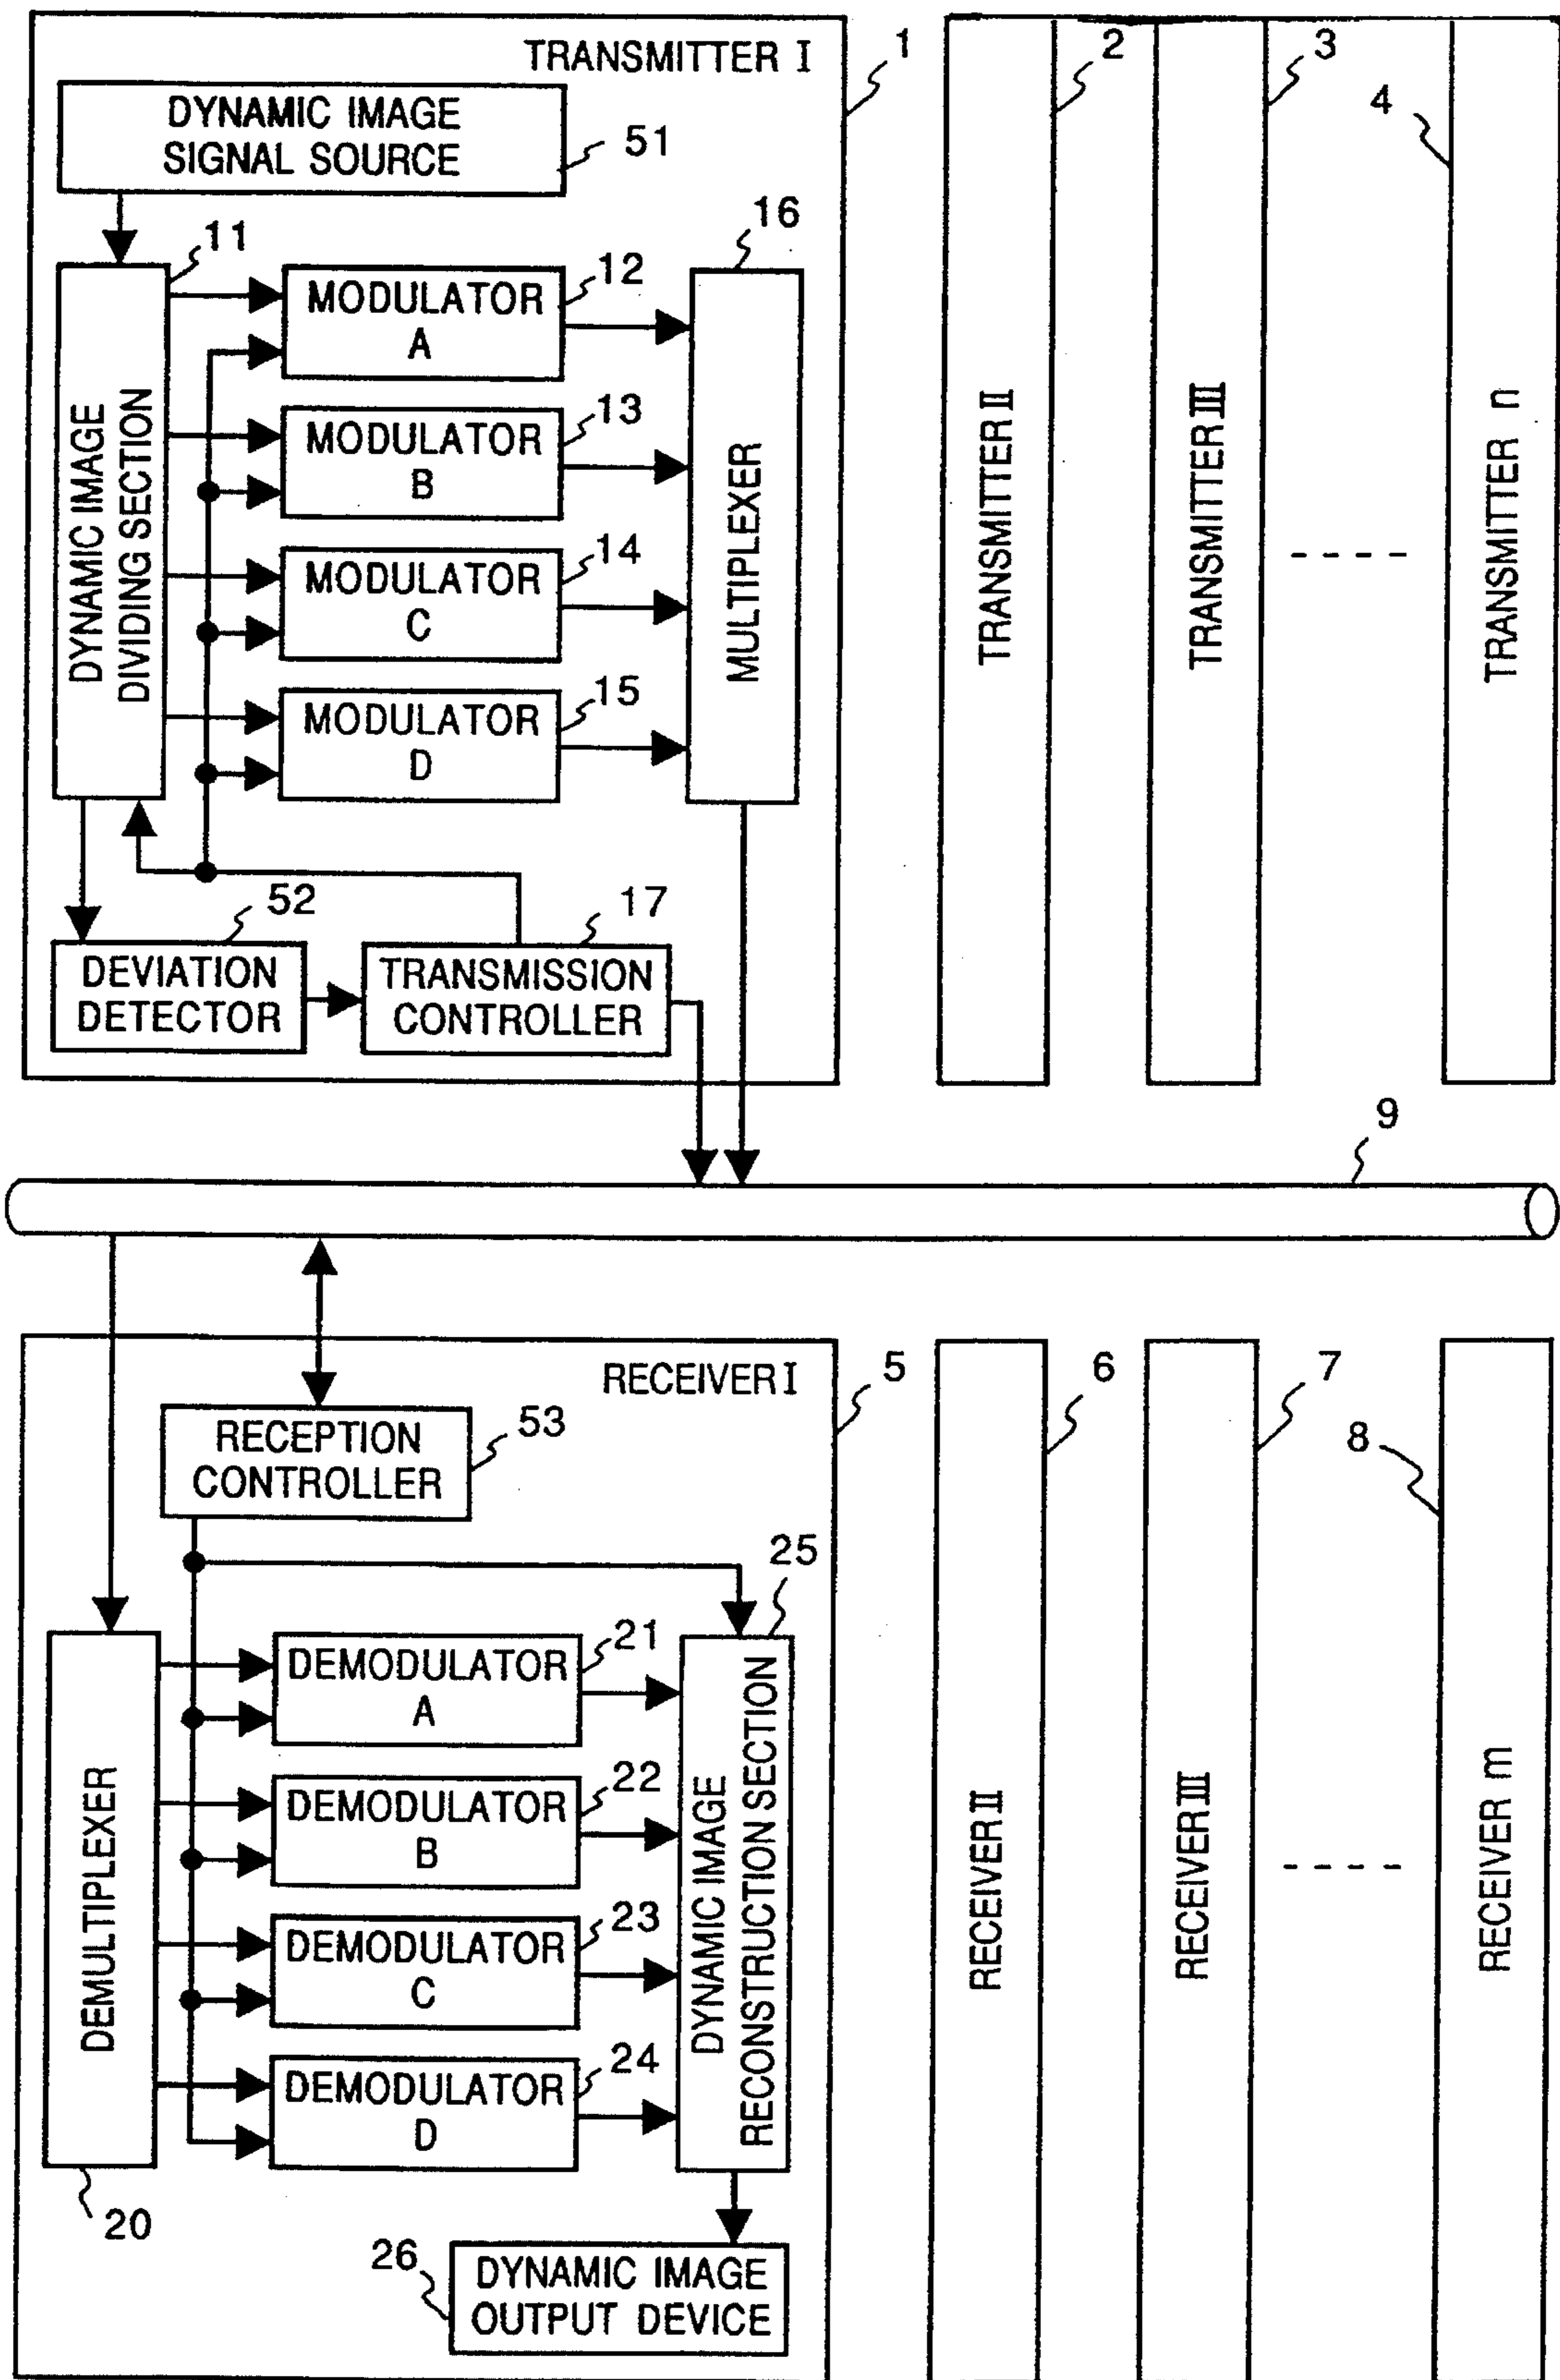 TRANSMITTER I
1
2
3
4
DYNAMIC IMAGE
SIGNAL SOURCE
51
11
12
16
MODULATOR
A
13
MODULATOR
B
14
MODULATOR
C
15
MODULATOR
D
DYNAMIC IMAGE
DIVIDING SECTION
MULTIPLEXER
TRANSMITTER II
TRANSMITTER III
- - - -
TRANSMITTER n
52
17
DEVIATION
DETECTOR
TRANSMISSION
CONTROLLER
9
RECEIVER I
5
6
7
8
RECEPTION
CONTROLLER
53
25
21
DEMODULATOR
A
22
DEMODULATOR
B
23
DEMODULATOR
C
24
DEMODULATOR
D
DEMULTIPLEXER
DYNAMIC IMAGE
RECONSTRUCTION SECTION
RECEIVER II
RECEIVER III
- - - -
RECEIVER m
20
26
DYNAMIC IMAGE
OUTPUT DEVICE